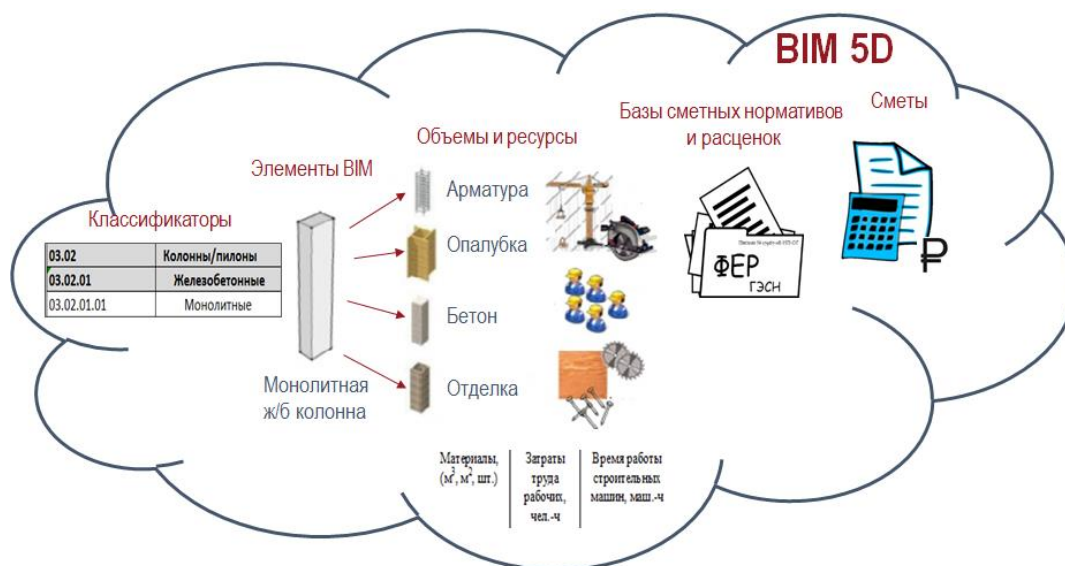 BIM 5D
Сметы
Базы сметных нормативов
и расценок
Объемы и ресурсы
Элементы BIM
Классификаторы
03.02 Колонны/пилоны
03.02.01 Железобетонные
03.02.01.01 Монолитные
Монолитная
ж/б колонна
Арматура
Опалубка
Бетон
Отделка
ФЕР
ГЭСН
₽
Материалы,
(м³, м², шт.)
Затраты
труда
рабочих,
чел.-ч
Время работы
строительных
машин, маш.-ч